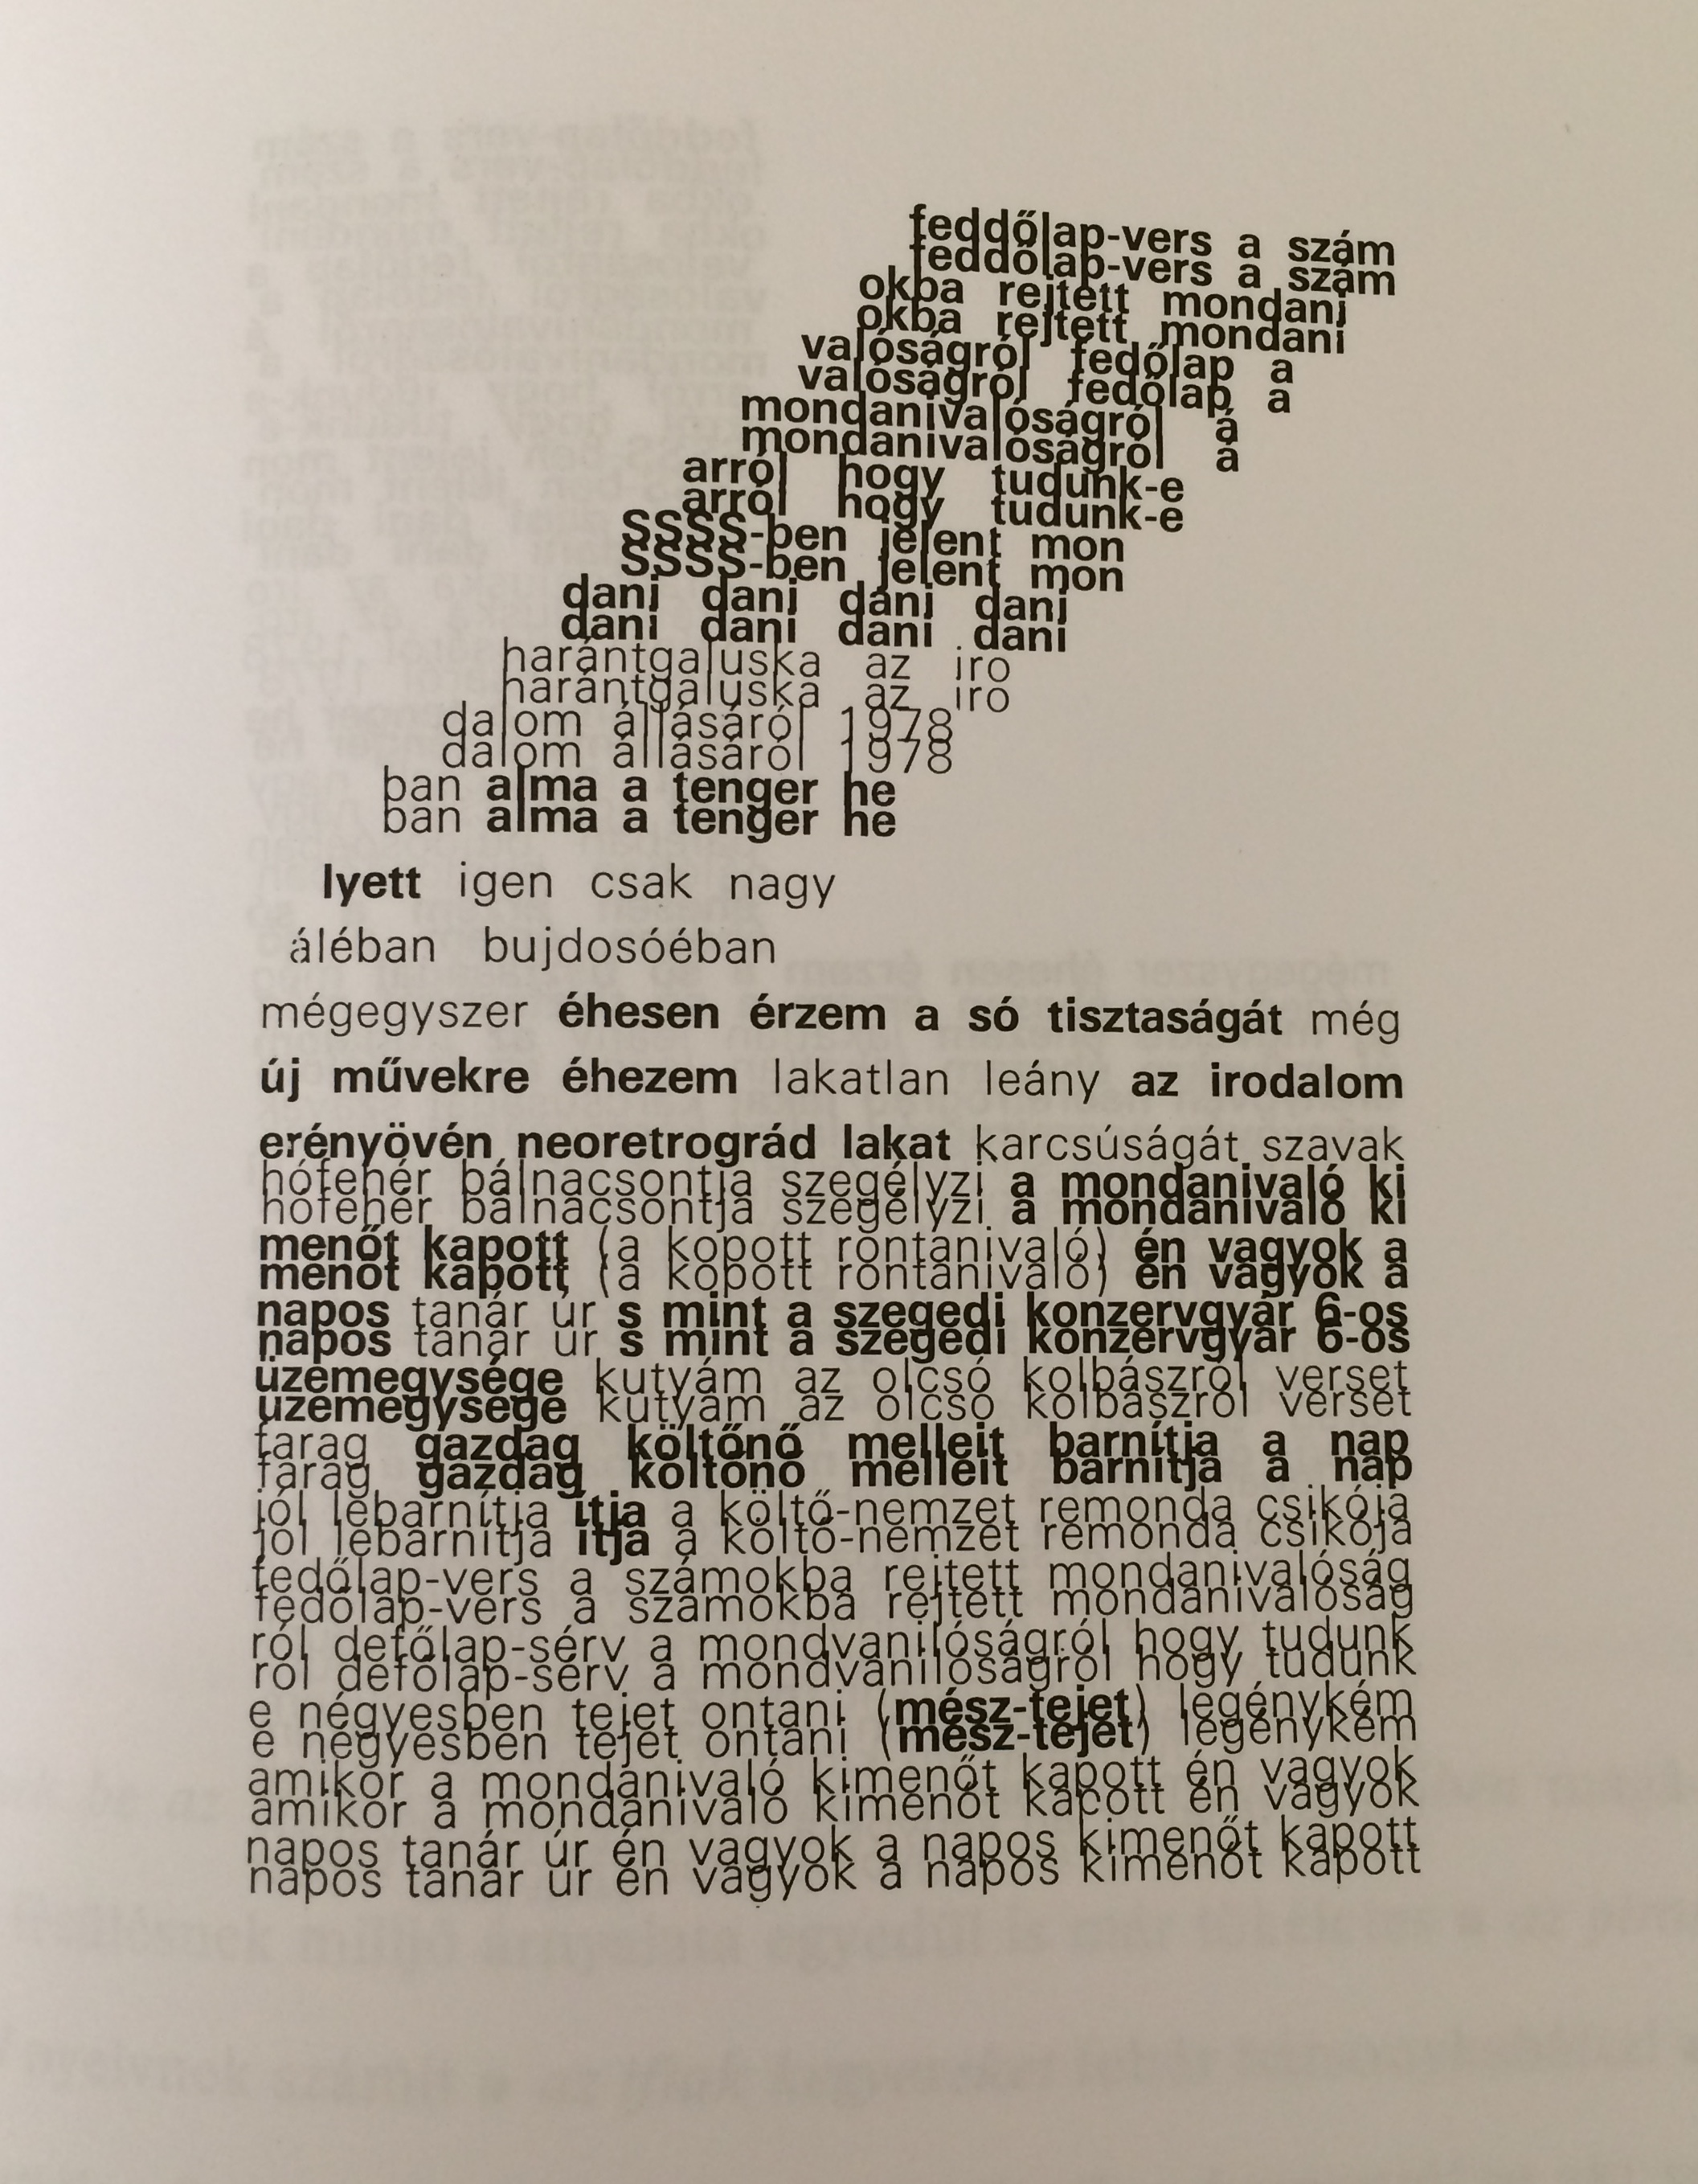 feddőlap-vers a szám
feddőlap-vers a szám
okba rejtett mondani
okba rejtett mondani
valóságról fedőlap a
valóságról fedőlap a
mondanivalóságról a
mondanivalóságról a
arról hogy tudunk-e
arról hogy tudunk-e
§§§§-ben jelent mon
§§§§-ben jelent mon
dani dani dani dani
dani dani dani dani
harántgaluska az iro
harántgaluska az iro
dalom állásáról 1978
dalom állásáról 1978
ban alma a tenger he
ban alma a tenger he
lyett igen csak nagy
áléban bujdosóéban
mégegyszer éhesen érzem a só tisztaságát még
új művekre éhezem lakatlan leány az irodalom
erényövén neoretrográd lakat karcsúságát szavak
hófehér bálnacsontja szegélyzi a mondanivaló ki
hófehér bálnacsontja szegélyzi a mondanivaló ki
menőt kapott (a kopott rontanivaló) én vagyok a
menőt kapott (a kopott rontanivaló) én vagyok a
napos tanár úr s mint a szegedi konzervgyár 6-os
napos tanár úr s mint a szegedi konzervgyár 6-os
üzemegysége kutyám az olcsó kolbászról verset
üzemegysége kutyám az olcsó kolbászról verset
farag gazdag költőnő melleit barnítja a nap
farag gazdag költőnő melleit barnítja a nap
jól lebarnítja ítja a költő-nemzet remonda csikója
jól lebarnítja ítja a költő-nemzet remonda csikója
fedőlap-vers a számokba rejtett mondanivalóság
fedőlap-vers a számokba rejtett mondanivalóság
ról defőlap-sérv a mondvanilóságról hogy tudunk
ról defőlap-sérv a mondvanilóságról hogy tudunk
e négyesben tejet ontani (mész-tejet) legénykém
e négyesben tejet ontani (mész-tejet) legénykém
amikor a mondanivaló kimenőt kapott én vagyok
amikor a mondanivaló kimenőt kapott én vagyok
napos tanár úr én vagyok a napos kimenőt kapott
napos tanár úr én vagyok a napos kimenőt kapott